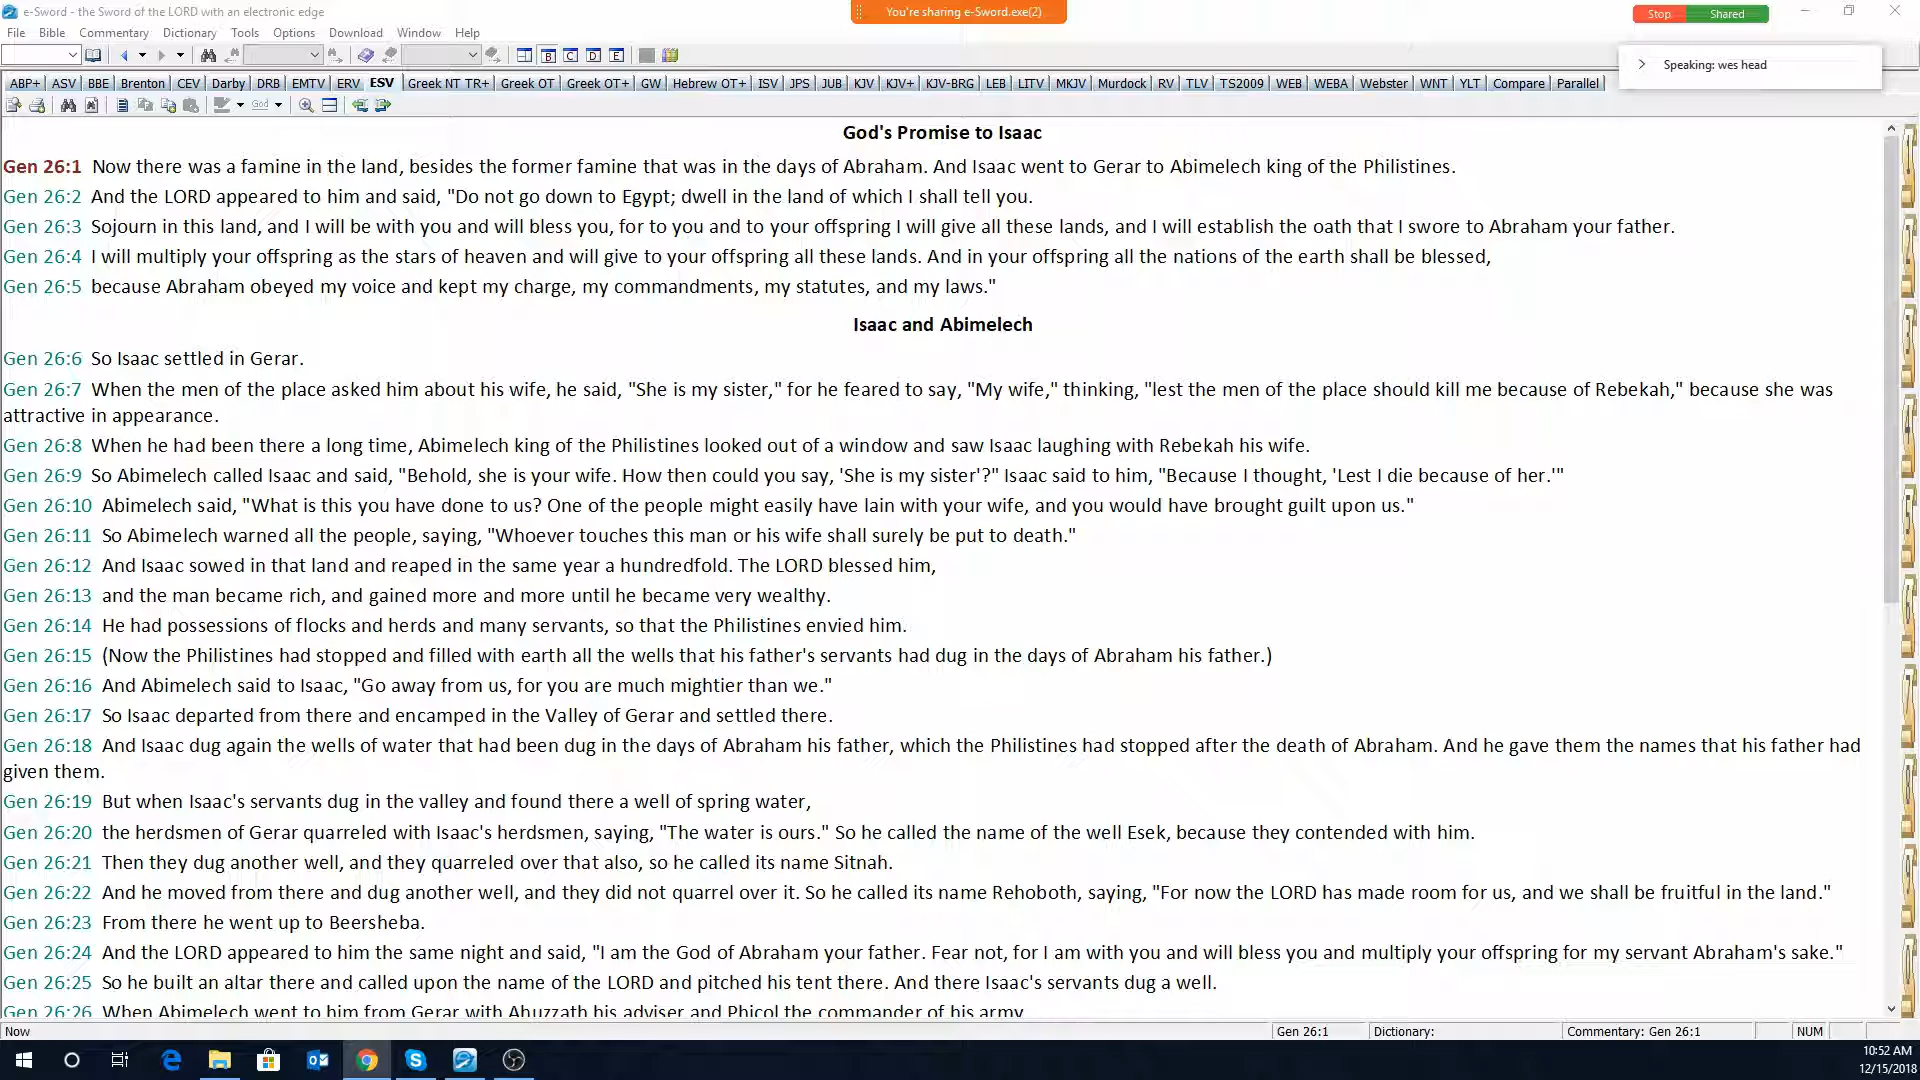 e-Sword - the Sword of the LORD with an electronic edge
You're sharing e-Sword.exe(2)
Stop Shared
File Bible Commentary Dictionary Tools Options Download Window Help
B C D E
Speaking: wes head
ABP+ ASV BBE Brenton CEV Darby DRB EMTV ERV ESV Greek NT TR+ Greek OT Greek OT+ GW Hebrew OT+ ISV JPS JUB KJV KJV+ KJV-BRG LEB LITV MKJV Murdock RV TLV TS2009 WEB WEBA Webster WNT YLT Compare Parallel
God
God's Promise to Isaac
Gen 26:1 Now there was a famine in the land, besides the former famine that was in the days of Abraham. And Isaac went to Gerar to Abimelech king of the Philistines.
Gen 26:2 And the LORD appeared to him and said, "Do not go down to Egypt; dwell in the land of which I shall tell you.
Gen 26:3 Sojourn in this land, and I will be with you and will bless you, for to you and to your offspring I will give all these lands, and I will establish the oath that I swore to Abraham your father.
Gen 26:4 I will multiply your offspring as the stars of heaven and will give to your offspring all these lands. And in your offspring all the nations of the earth shall be blessed,
Gen 26:5 because Abraham obeyed my voice and kept my charge, my commandments, my statutes, and my laws."
Isaac and Abimelech
Gen 26:6 So Isaac settled in Gerar.
Gen 26:7 When the men of the place asked him about his wife, he said, "She is my sister," for he feared to say, "My wife," thinking, "lest the men of the place should kill me because of Rebekah," because she was
attractive in appearance.
Gen 26:8 When he had been there a long time, Abimelech king of the Philistines looked out of a window and saw Isaac laughing with Rebekah his wife.
Gen 26:9 So Abimelech called Isaac and said, "Behold, she is your wife. How then could you say, 'She is my sister'?" Isaac said to him, "Because I thought, 'Lest I die because of her.'"
Gen 26:10 Abimelech said, "What is this you have done to us? One of the people might easily have lain with your wife, and you would have brought guilt upon us."
Gen 26:11 So Abimelech warned all the people, saying, "Whoever touches this man or his wife shall surely be put to death."
Gen 26:12 And Isaac sowed in that land and reaped in the same year a hundredfold. The LORD blessed him,
Gen 26:13 and the man became rich, and gained more and more until he became very wealthy.
Gen 26:14 He had possessions of flocks and herds and many servants, so that the Philistines envied him.
Gen 26:15 (Now the Philistines had stopped and filled with earth all the wells that his father's servants had dug in the days of Abraham his father.)
Gen 26:16 And Abimelech said to Isaac, "Go away from us, for you are much mightier than we."
Gen 26:17 So Isaac departed from there and encamped in the Valley of Gerar and settled there.
Gen 26:18 And Isaac dug again the wells of water that had been dug in the days of Abraham his father, which the Philistines had stopped after the death of Abraham. And he gave them the names that his father had
given them.
Gen 26:19 But when Isaac's servants dug in the valley and found there a well of spring water,
Gen 26:20 the herdsmen of Gerar quarreled with Isaac's herdsmen, saying, "The water is ours." So he called the name of the well Esek, because they contended with him.
Gen 26:21 Then they dug another well, and they quarreled over that also, so he called its name Sitnah.
Gen 26:22 And he moved from there and dug another well, and they did not quarrel over it. So he called its name Rehoboth, saying, "For now the LORD has made room for us, and we shall be fruitful in the land."
Gen 26:23 From there he went up to Beersheba.
Gen 26:24 And the LORD appeared to him the same night and said, "I am the God of Abraham your father. Fear not, for I am with you and will bless you and multiply your offspring for my servant Abraham's sake."
Gen 26:25 So he built an altar there and called upon the name of the LORD and pitched his tent there. And there Isaac's servants dug a well.
Gen 26:26 When Abimelech went to him from Gerar with Ahuzzath his adviser and Phicol the commander of his army,
Now Gen 26:1 Dictionary: Commentary: Gen 26:1 NUM
10:52 AM
12/15/2018